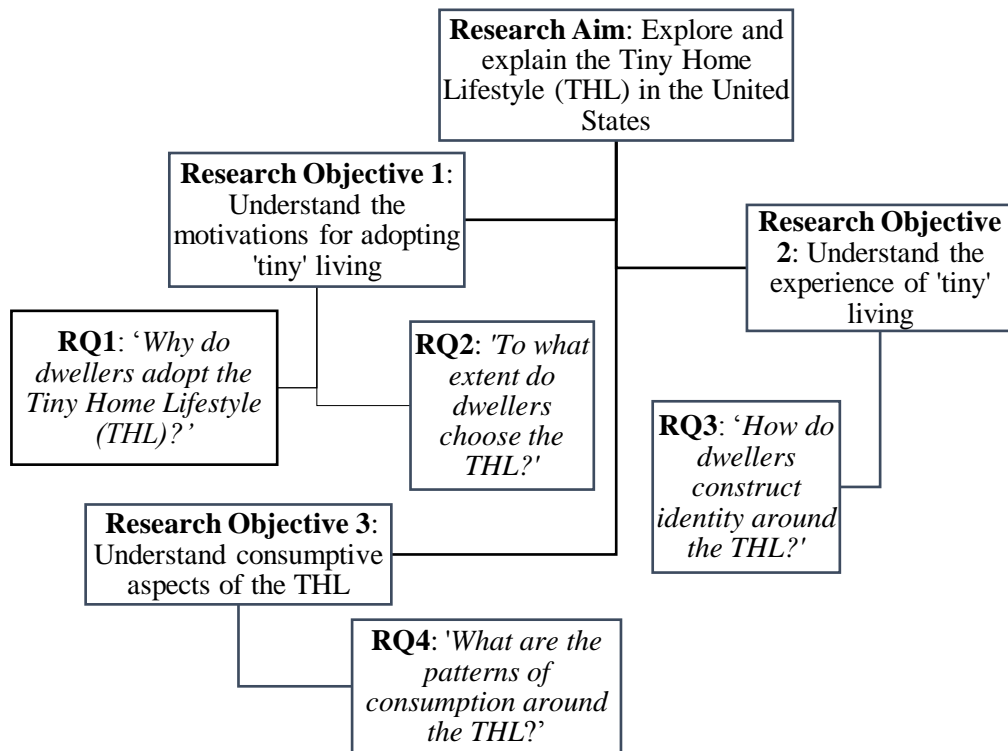 Research Aim: Explore and
explain the Tiny Home
Lifestyle (THL) in the United
States
Research Objective 1:
Understand the
motivations for adopting
'tiny' living
Research Objective
2: Understand the
experience of 'tiny'
living
RQ1: ‘Why do
dwellers adopt the
Tiny Home Lifestyle
(THL)?’
RQ2: 'To what
extent do
dwellers
choose the
THL?'
RQ3: ‘How do
dwellers
construct
identity around
the THL?'
Research Objective 3:
Understand consumptive
aspects of the THL
RQ4: 'What are the
patterns of
consumption around
the THL?’